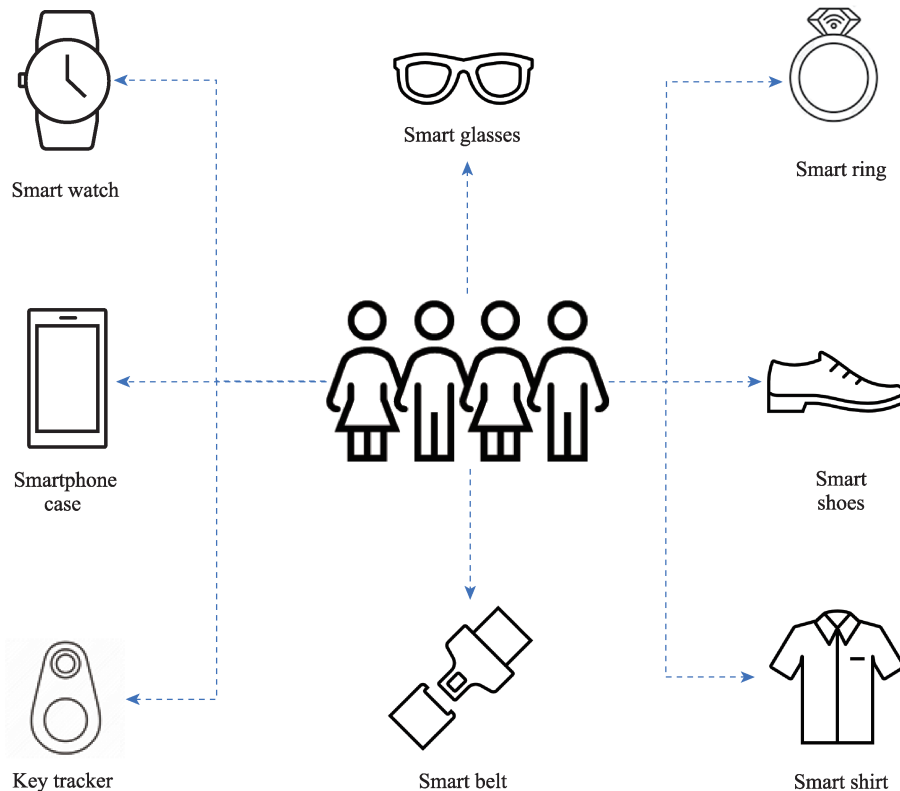 Smart glasses
Smart watch
Smart ring
Smartphone
case
Smart
shoes
Key tracker
Smart belt
Smart shirt